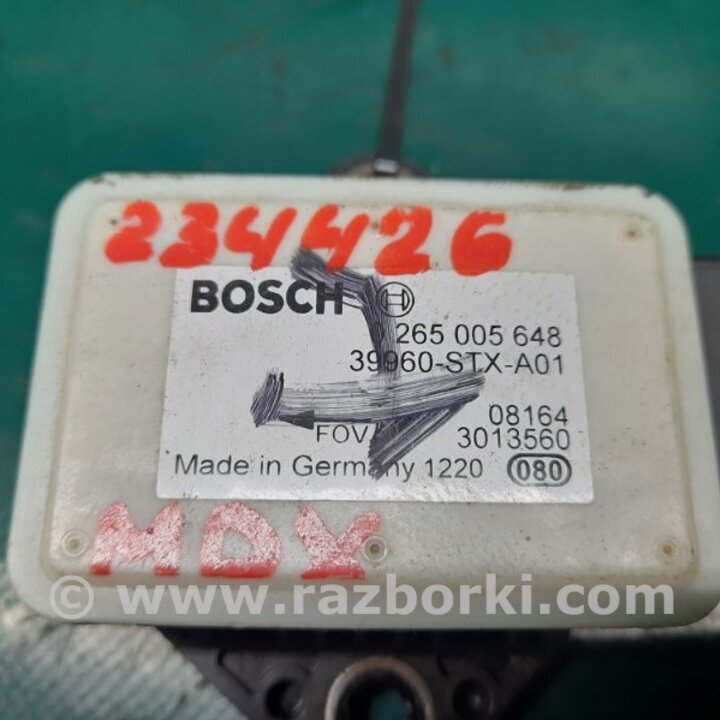 234426
BOSCH
265 005 648
39960-STX-A01
08164
FOV 3013560
Made in Germany 1220 080
MDX
© www.razborki.com